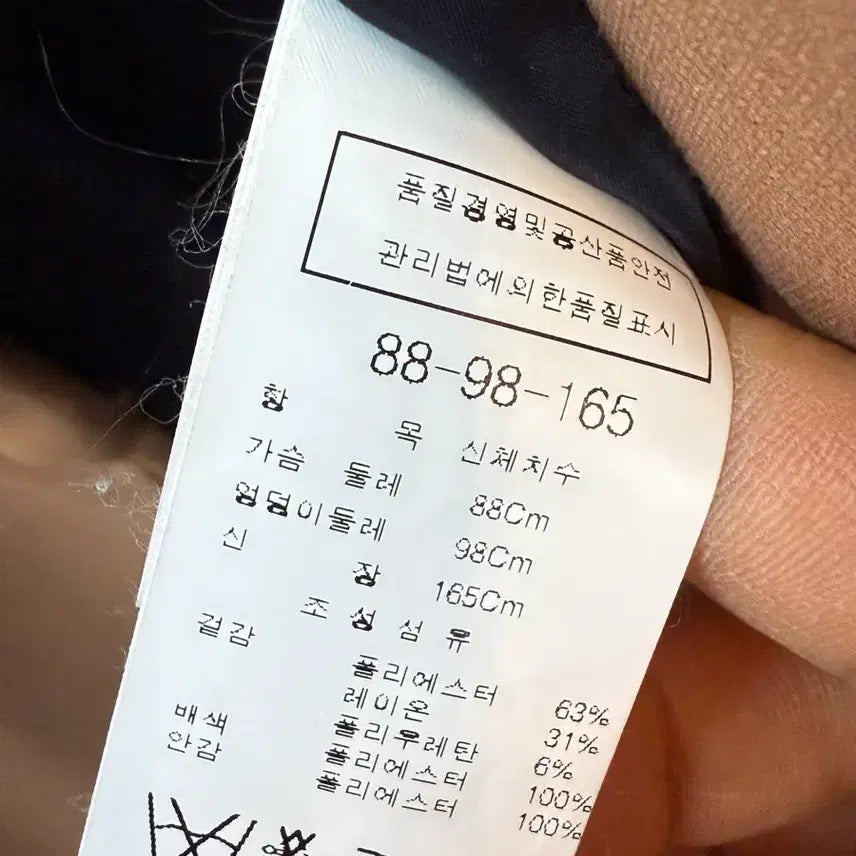 품질경영및공산품안전
관리법에의한품질표시
88-98-165
항 목 신체치수
가슴 둘레 88Cm
엉덩이둘레 98Cm
신 장 165Cm
조 성 섬 유
겉감 폴리에스터 63%
레이온 31%
폴리우레탄 6%
배색 폴리에스터 100%
안감 폴리에스터 100%